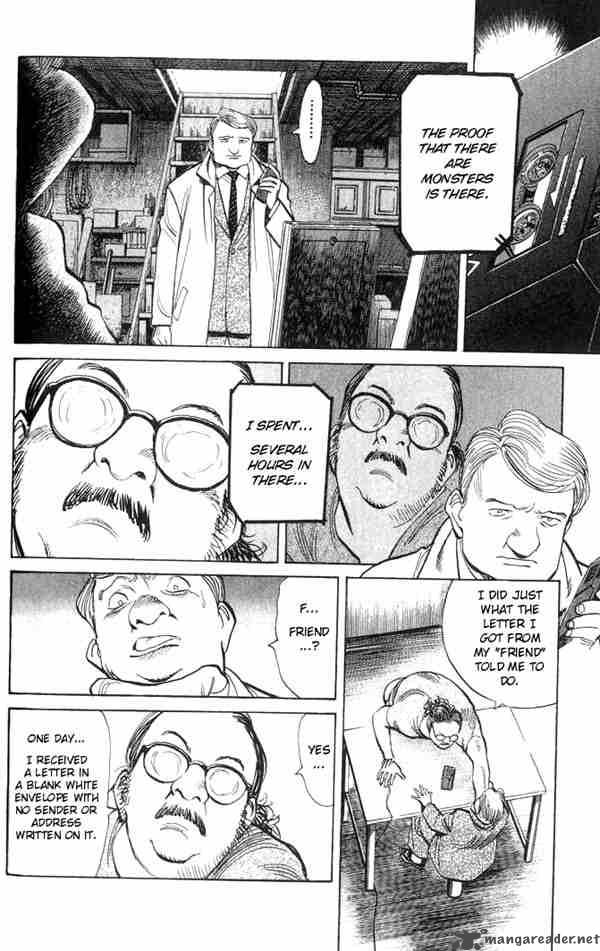 .......
THE PROOF
THAT THERE
ARE
MONSTERS
IS THERE.
I SPENT...
SEVERAL
HOURS IN
THERE...
I DID JUST
WHAT THE
LETTER I
GOT FROM
MY "FRIEND"
TOLD ME TO
DO.
F...
FRIEND
...?
YES
...
ONE DAY...
I RECEIVED
A LETTER IN
A BLANK WHITE
ENVELOPE WITH
NO SENDER OR
ADDRESS
WRITTEN ON IT.
mangareader.net